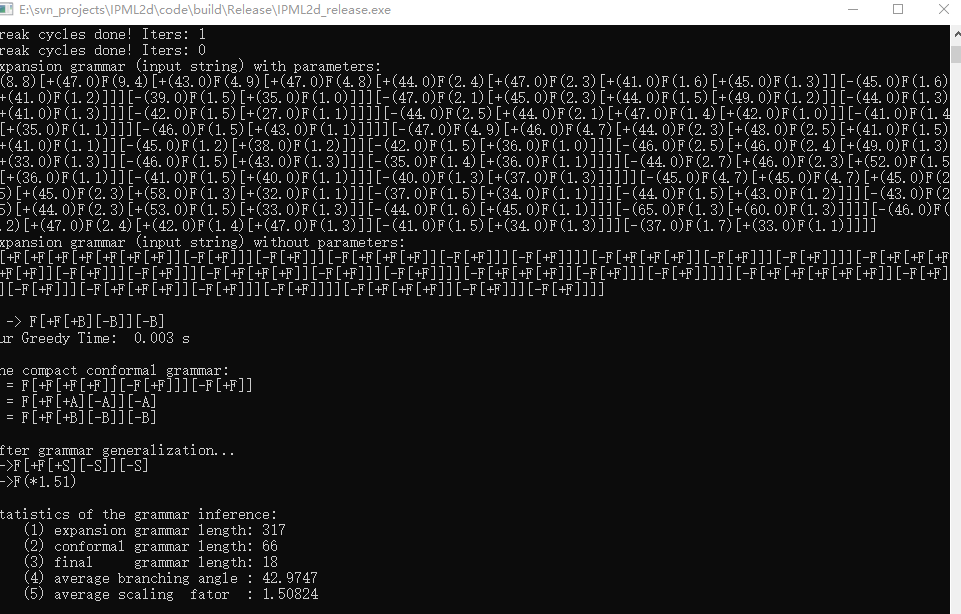 E:\svn_projects\IPML2d\code\build\Release\IPML2d_release.exe
reak cycles done! Iters: 1
reak cycles done! Iters: 0
xpansion grammar (input string) with parameters:
(8.8)[+(47.0)F(9.4)[+(43.0)F(4.9)[+(47.0)F(4.8)[+(44.0)F(2.4)[+(47.0)F(2.3)[+(41.0)F(1.6)[+(45.0)F(1.3)]][-(45.0)F(1.6)
+(41.0)F(1.2)]]][-(39.0)F(1.5)[+(35.0)F(1.0)]]][-(47.0)F(2.1)[+(45.0)F(2.3)[+(44.0)F(1.5)[+(49.0)F(1.2)]][-(44.0)F(1.3)
+(41.0)F(1.3)]]][-(42.0)F(1.5)[+(27.0)F(1.1)]]]][-(44.0)F(2.5)[+(44.0)F(2.1)[+(47.0)F(1.4)[+(42.0)F(1.0)]][-(41.0)F(1.4
[+(35.0)F(1.1)]]][-(46.0)F(1.5)[+(43.0)F(1.1)]]]]][-(47.0)F(4.9)[+(46.0)F(4.7)[+(44.0)F(2.3)[+(48.0)F(2.5)[+(41.0)F(1.5)
+(41.0)F(1.1)]][-(45.0)F(1.2)[+(38.0)F(1.2)]]][-(42.0)F(1.5)[+(36.0)F(1.0)]]][-(46.0)F(2.5)[+(46.0)F(2.4)[+(49.0)F(1.3)
+(33.0)F(1.3)]][-(46.0)F(1.5)[+(43.0)F(1.3)]]][-(35.0)F(1.4)[+(36.0)F(1.1)]]]]][-(44.0)F(2.7)[+(46.0)F(2.3)[+(52.0)F(1.5
[+(36.0)F(1.1)]][-(41.0)F(1.5)[+(40.0)F(1.1)]]][-(40.0)F(1.3)[+(37.0)F(1.3)]]]]]][-(45.0)F(4.7)[+(45.0)F(4.7)[+(45.0)F(2
5)[+(45.0)F(2.3)[+(58.0)F(1.3)[+(32.0)F(1.1)]][-(37.0)F(1.5)[+(34.0)F(1.1)]]][-(44.0)F(1.5)[+(43.0)F(1.2)]]][-(43.0)F(2
5)[+(44.0)F(2.3)[+(53.0)F(1.5)[+(33.0)F(1.3)]][-(44.0)F(1.6)[+(45.0)F(1.1)]]][-(65.0)F(1.3)[+(60.0)F(1.3)]]]][-(46.0)F(
.2)[+(47.0)F(2.4)[+(42.0)F(1.4)[+(47.0)F(1.3)]][-(41.0)F(1.5)[+(34.0)F(1.3)]]][-(37.0)F(1.7)[+(33.0)F(1.1)]]]]
xpansion grammar (input string) without parameters:
[+F[+F[+F[+F[+F[+F[+F]][-F[+F]]][-F[+F]]][-F[+F[+F[+F]][-F[+F]]][-F[+F]]]][-F[+F[+F[+F]][-F[+F]]][-F[+F]]]][-F[+F[+F[+F
+F[+F]][-F[+F]]][-F[+F]]][-F[+F[+F[+F]][-F[+F]]][-F[+F]]]][-F[+F[+F[+F]][-F[+F]]][-F[+F]]]]][-F[+F[+F[+F[+F[+F]][-F[+F]
][-F[+F]]][-F[+F[+F[+F]][-F[+F]]][-F[+F]]]][-F[+F[+F[+F]][-F[+F]]][-F[+F]]]]
-> F[+F[+B][-B]][-B]
ur Greedy Time: 0.003 s
he compact conformal grammar:
= F[+F[+F[+F]][-F[+F]]][-F[+F]]
= F[+F[+A][-A]][-A]
= F[+F[+B][-B]][-B]
fter grammar generalization...
->F[+F[+S][-S]][-S]
->F(*1.51)
tatistics of the grammar inference:
(1) expansion grammar length: 317
(2) conformal grammar length: 66
(3) final grammar length: 18
(4) average branching angle : 42.9747
(5) average scaling fator : 1.50824